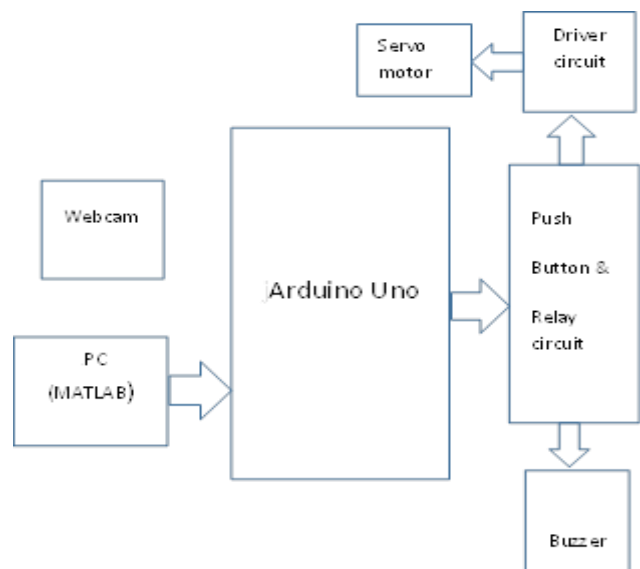 Servo
motor
Driver
circuit
Webcam
jArduino Uno
Push
Button &
Relay
circuit
PC
(MATLAB)
Buzzer